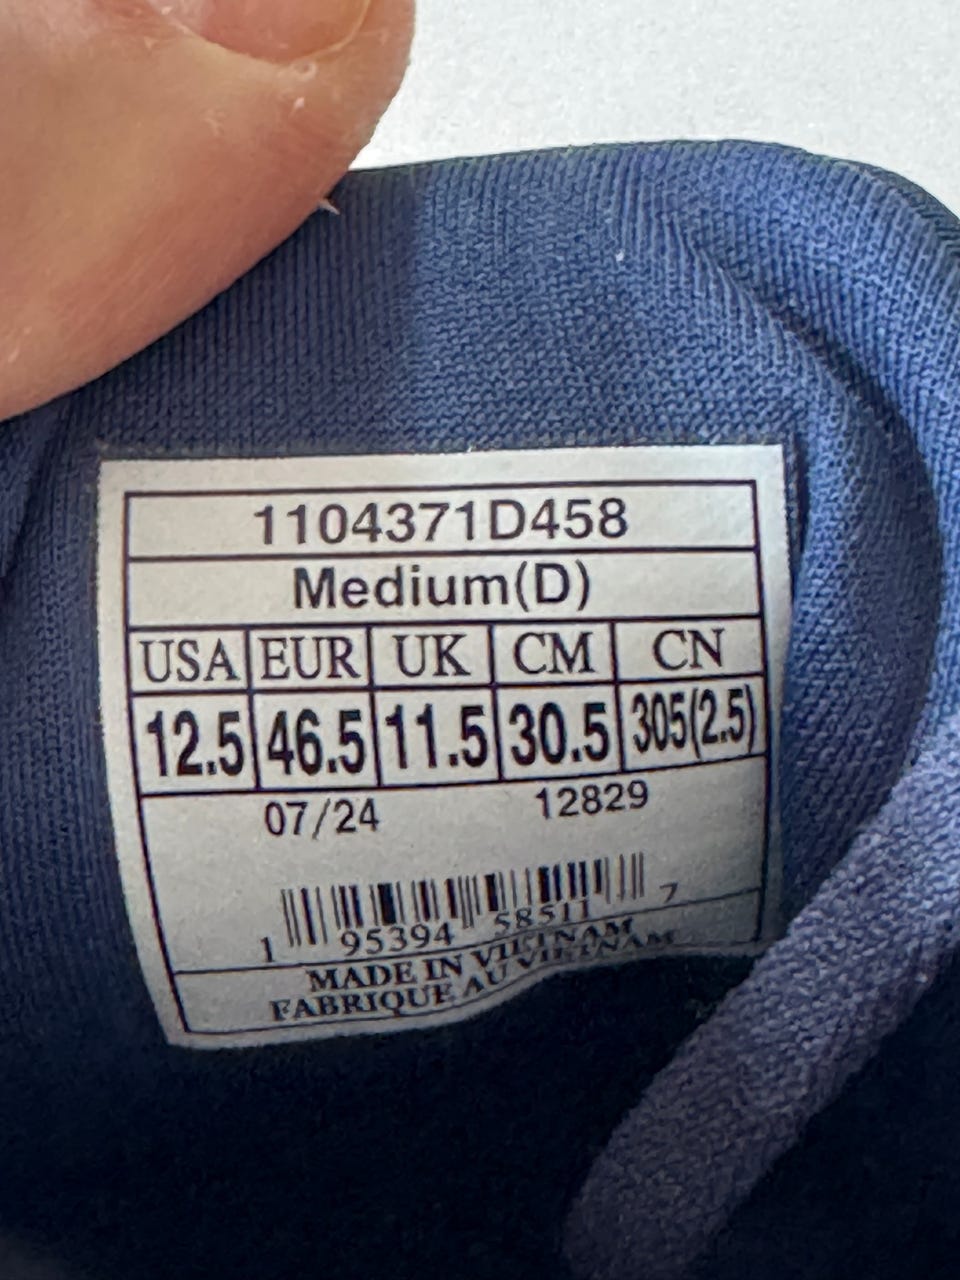 1104371D458
Medium(D)
USA EUR UK CM CN
12.5 46.5 11.5 30.5 305(2.5)
07/24 12829
1 95394 58511 7
MADE IN VIETNAM
FABRIQUE AU VIETNAM